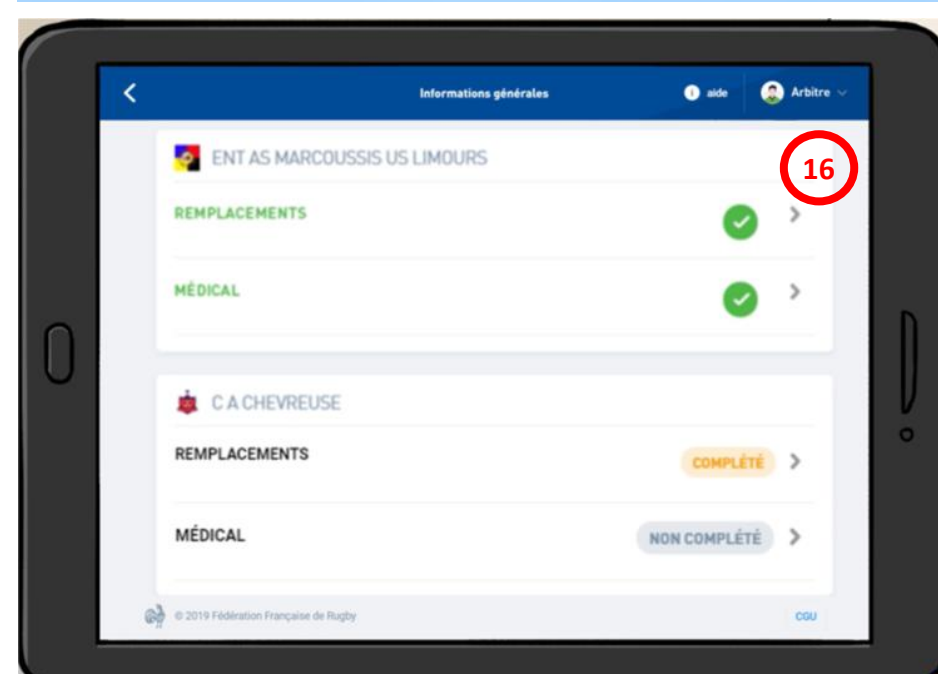 Informations générales
i aide
Arbitre
ENT AS MARCOUSSIS US LIMOURS
16
REMPLACEMENTS
MÉDICAL
C A CHEVREUSE
REMPLACEMENTS
COMPLÉTÉ
MÉDICAL
NON COMPLÉTÉ
© 2019 Fédération Française de Rugby
CGU